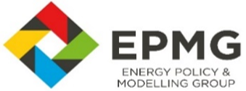 EPMG
ENERGY POLICY &
MODELLING GROUP